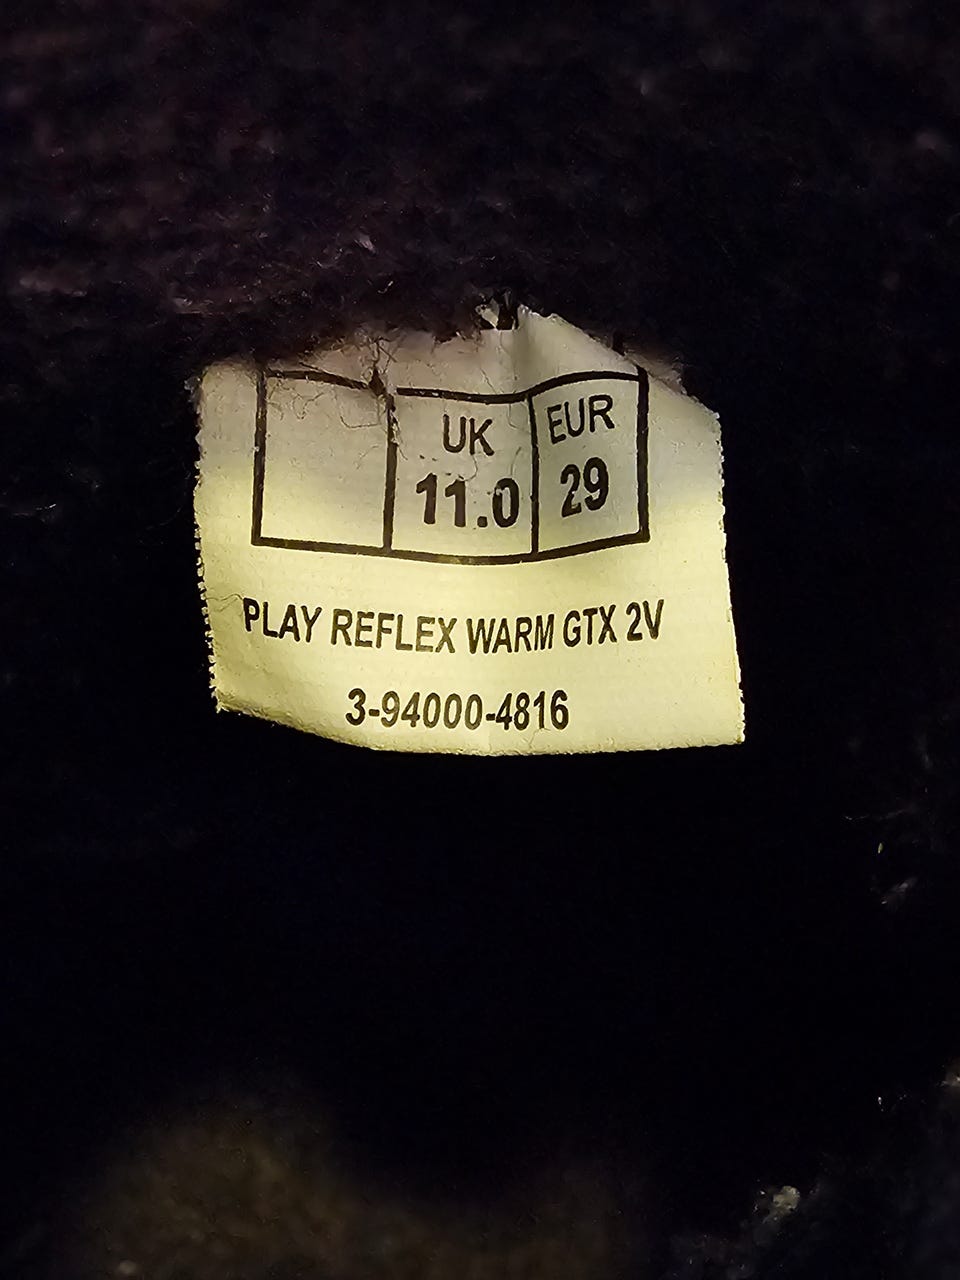 UK EUR
11.0 29
PLAY REFLEX WARM GTX 2V
3-94000-4816